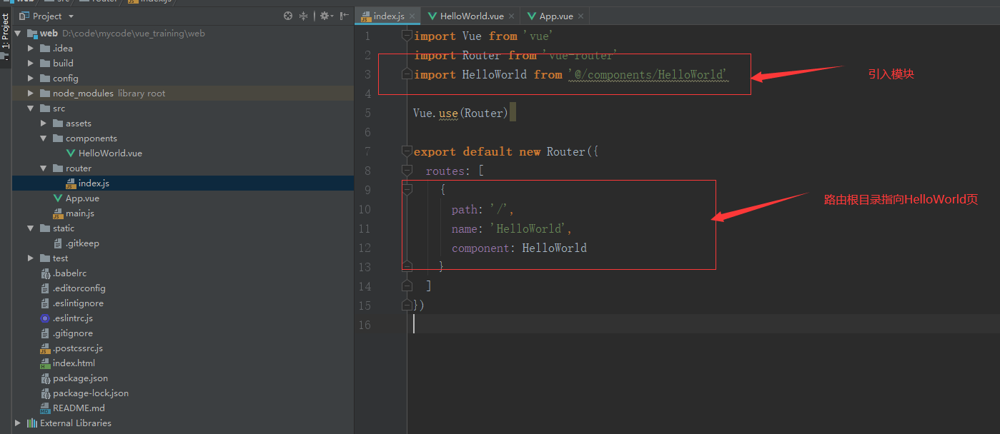 web
src
router
index.js
1: Project
Project
web D:\code\mycode\vue_training\web
.idea
build
config
node_modules library root
src
assets
components
HelloWorld.vue
router
index.js
App.vue
main.js
static
.gitkeep
test
.babelrc
.editorconfig
.eslintignore
.eslintrc.js
.gitignore
.postcssrc.js
index.html
package.json
package-lock.json
README.md
External Libraries
index.js HelloWorld.vue App.vue
1 import Vue from 'vue'
2 import Router from 'vue-router'
3 import HelloWorld from '@/components/HelloWorld'
4
5 Vue.use(Router)
6
7 export default new Router({
8 routes: [
9 {
10 path: '/',
11 name: 'HelloWorld',
12 component: HelloWorld
13 }
14 ]
15 })
16
引入模块
路由根目录指向HelloWorld页